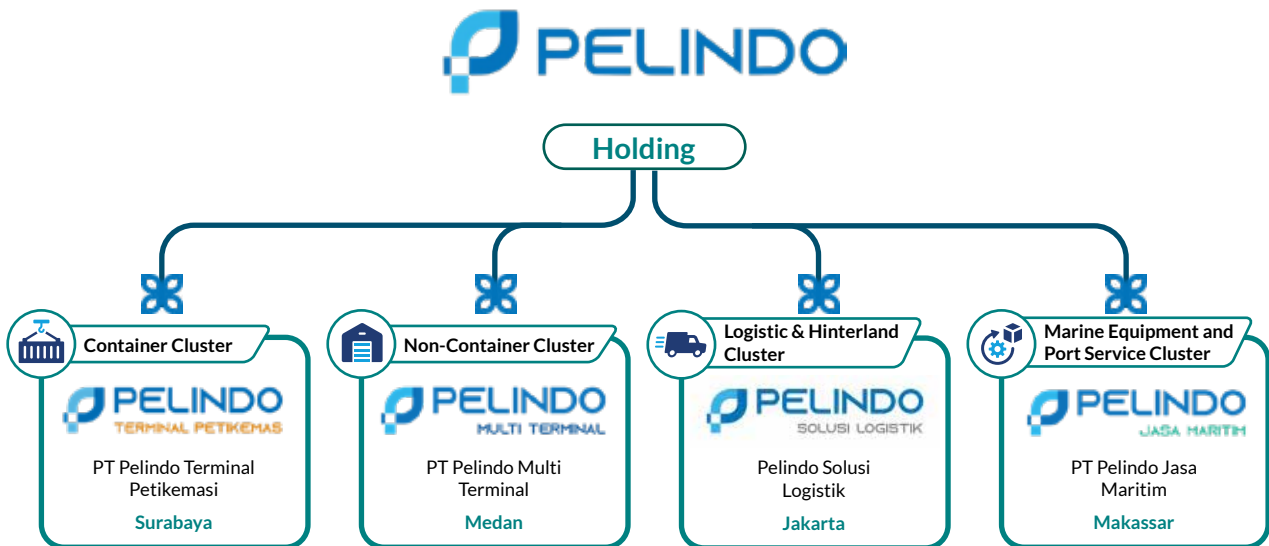 PELINDO
Holding
Container Cluster
PELINDO
TERMINAL PETIKEMAS
PT Pelindo Terminal
Petikemasi
Surabaya
Non-Container Cluster
PELINDO
MULTI TERMINAL
PT Pelindo Multi
Terminal
Medan
Logistic & Hinterland
Cluster
PELINDO
SOLUSI LOGISTIK
Pelindo Solusi
Logistik
Jakarta
Marine Equipment and
Port Service Cluster
PELINDO
JASA MARITIM
PT Pelindo Jasa
Maritim
Makassar